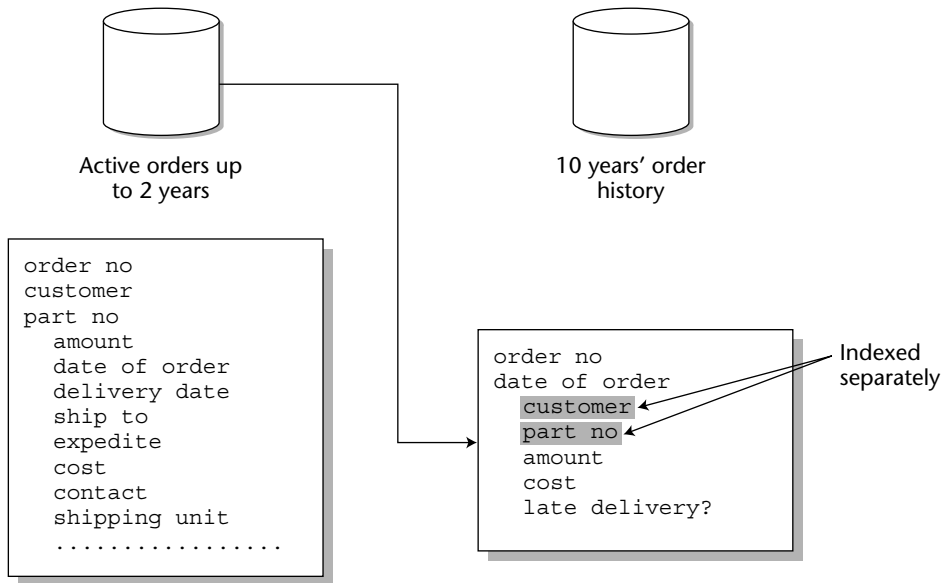 Active orders up
to 2 years
10 years’ order
history
order no
customer
part no
amount
date of order
delivery date
ship to
expedite
cost
contact
shipping unit
.................
order no
date of order
customer
part no
amount
cost
late delivery?
Indexed
separately